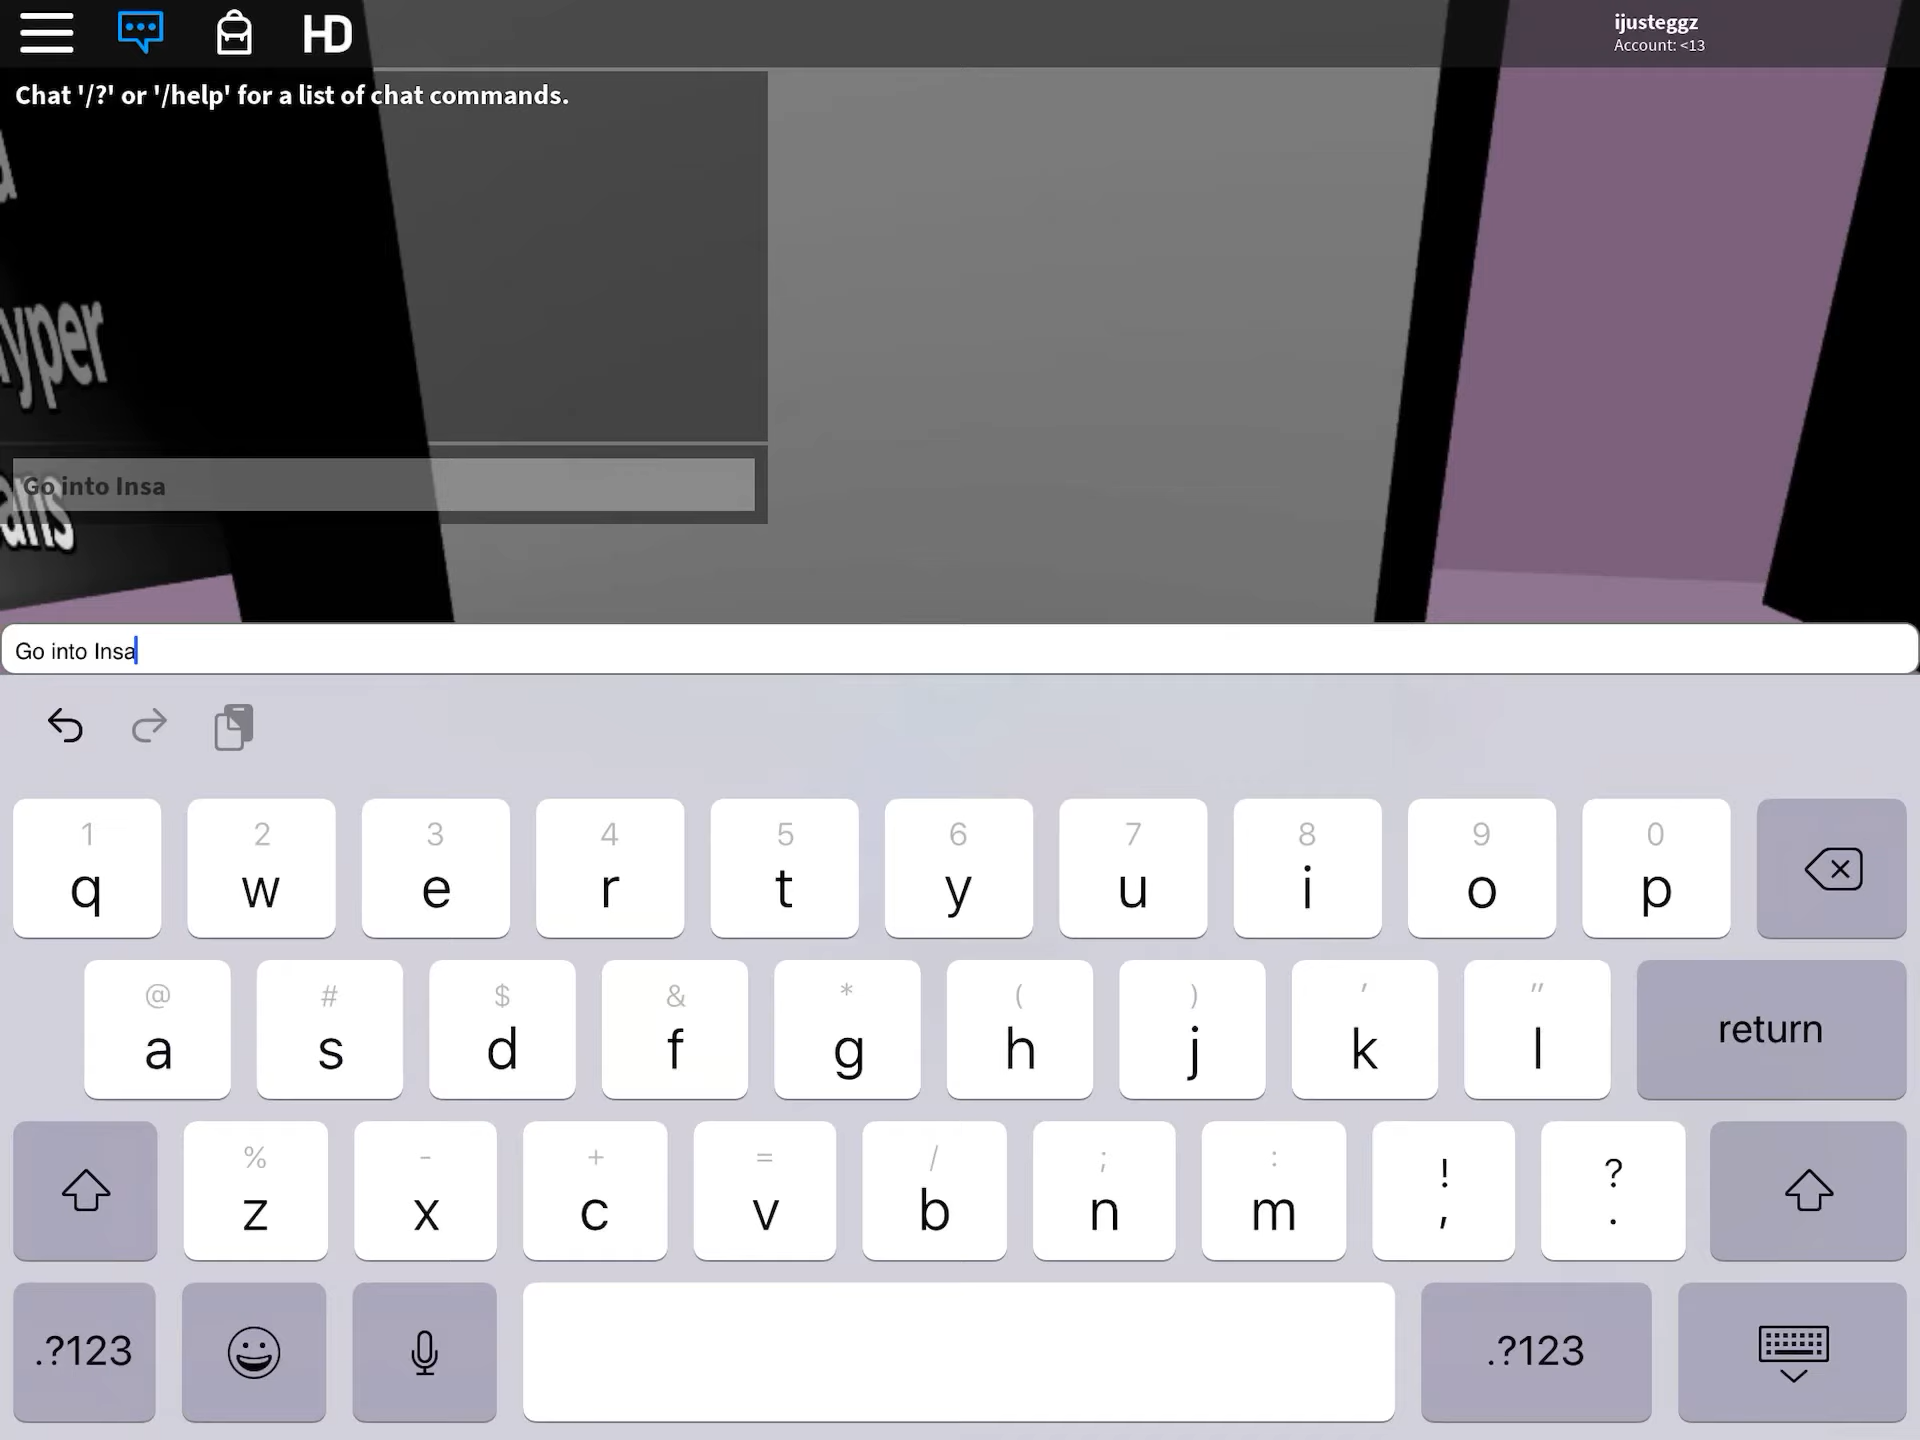 HD
ijusteggz
Account: <13
Chat '/?' or '/help' for a list of chat commands.
Go into Insa
Go into Insa
1 2 3 4 5 6 7 8 9 0
q w e r t y u i o p
@ # $ & * ( ) ' "
a s d f g h j k l return
% - + = / ; : ! ?
z x c v b n m , .
.?123 .?123